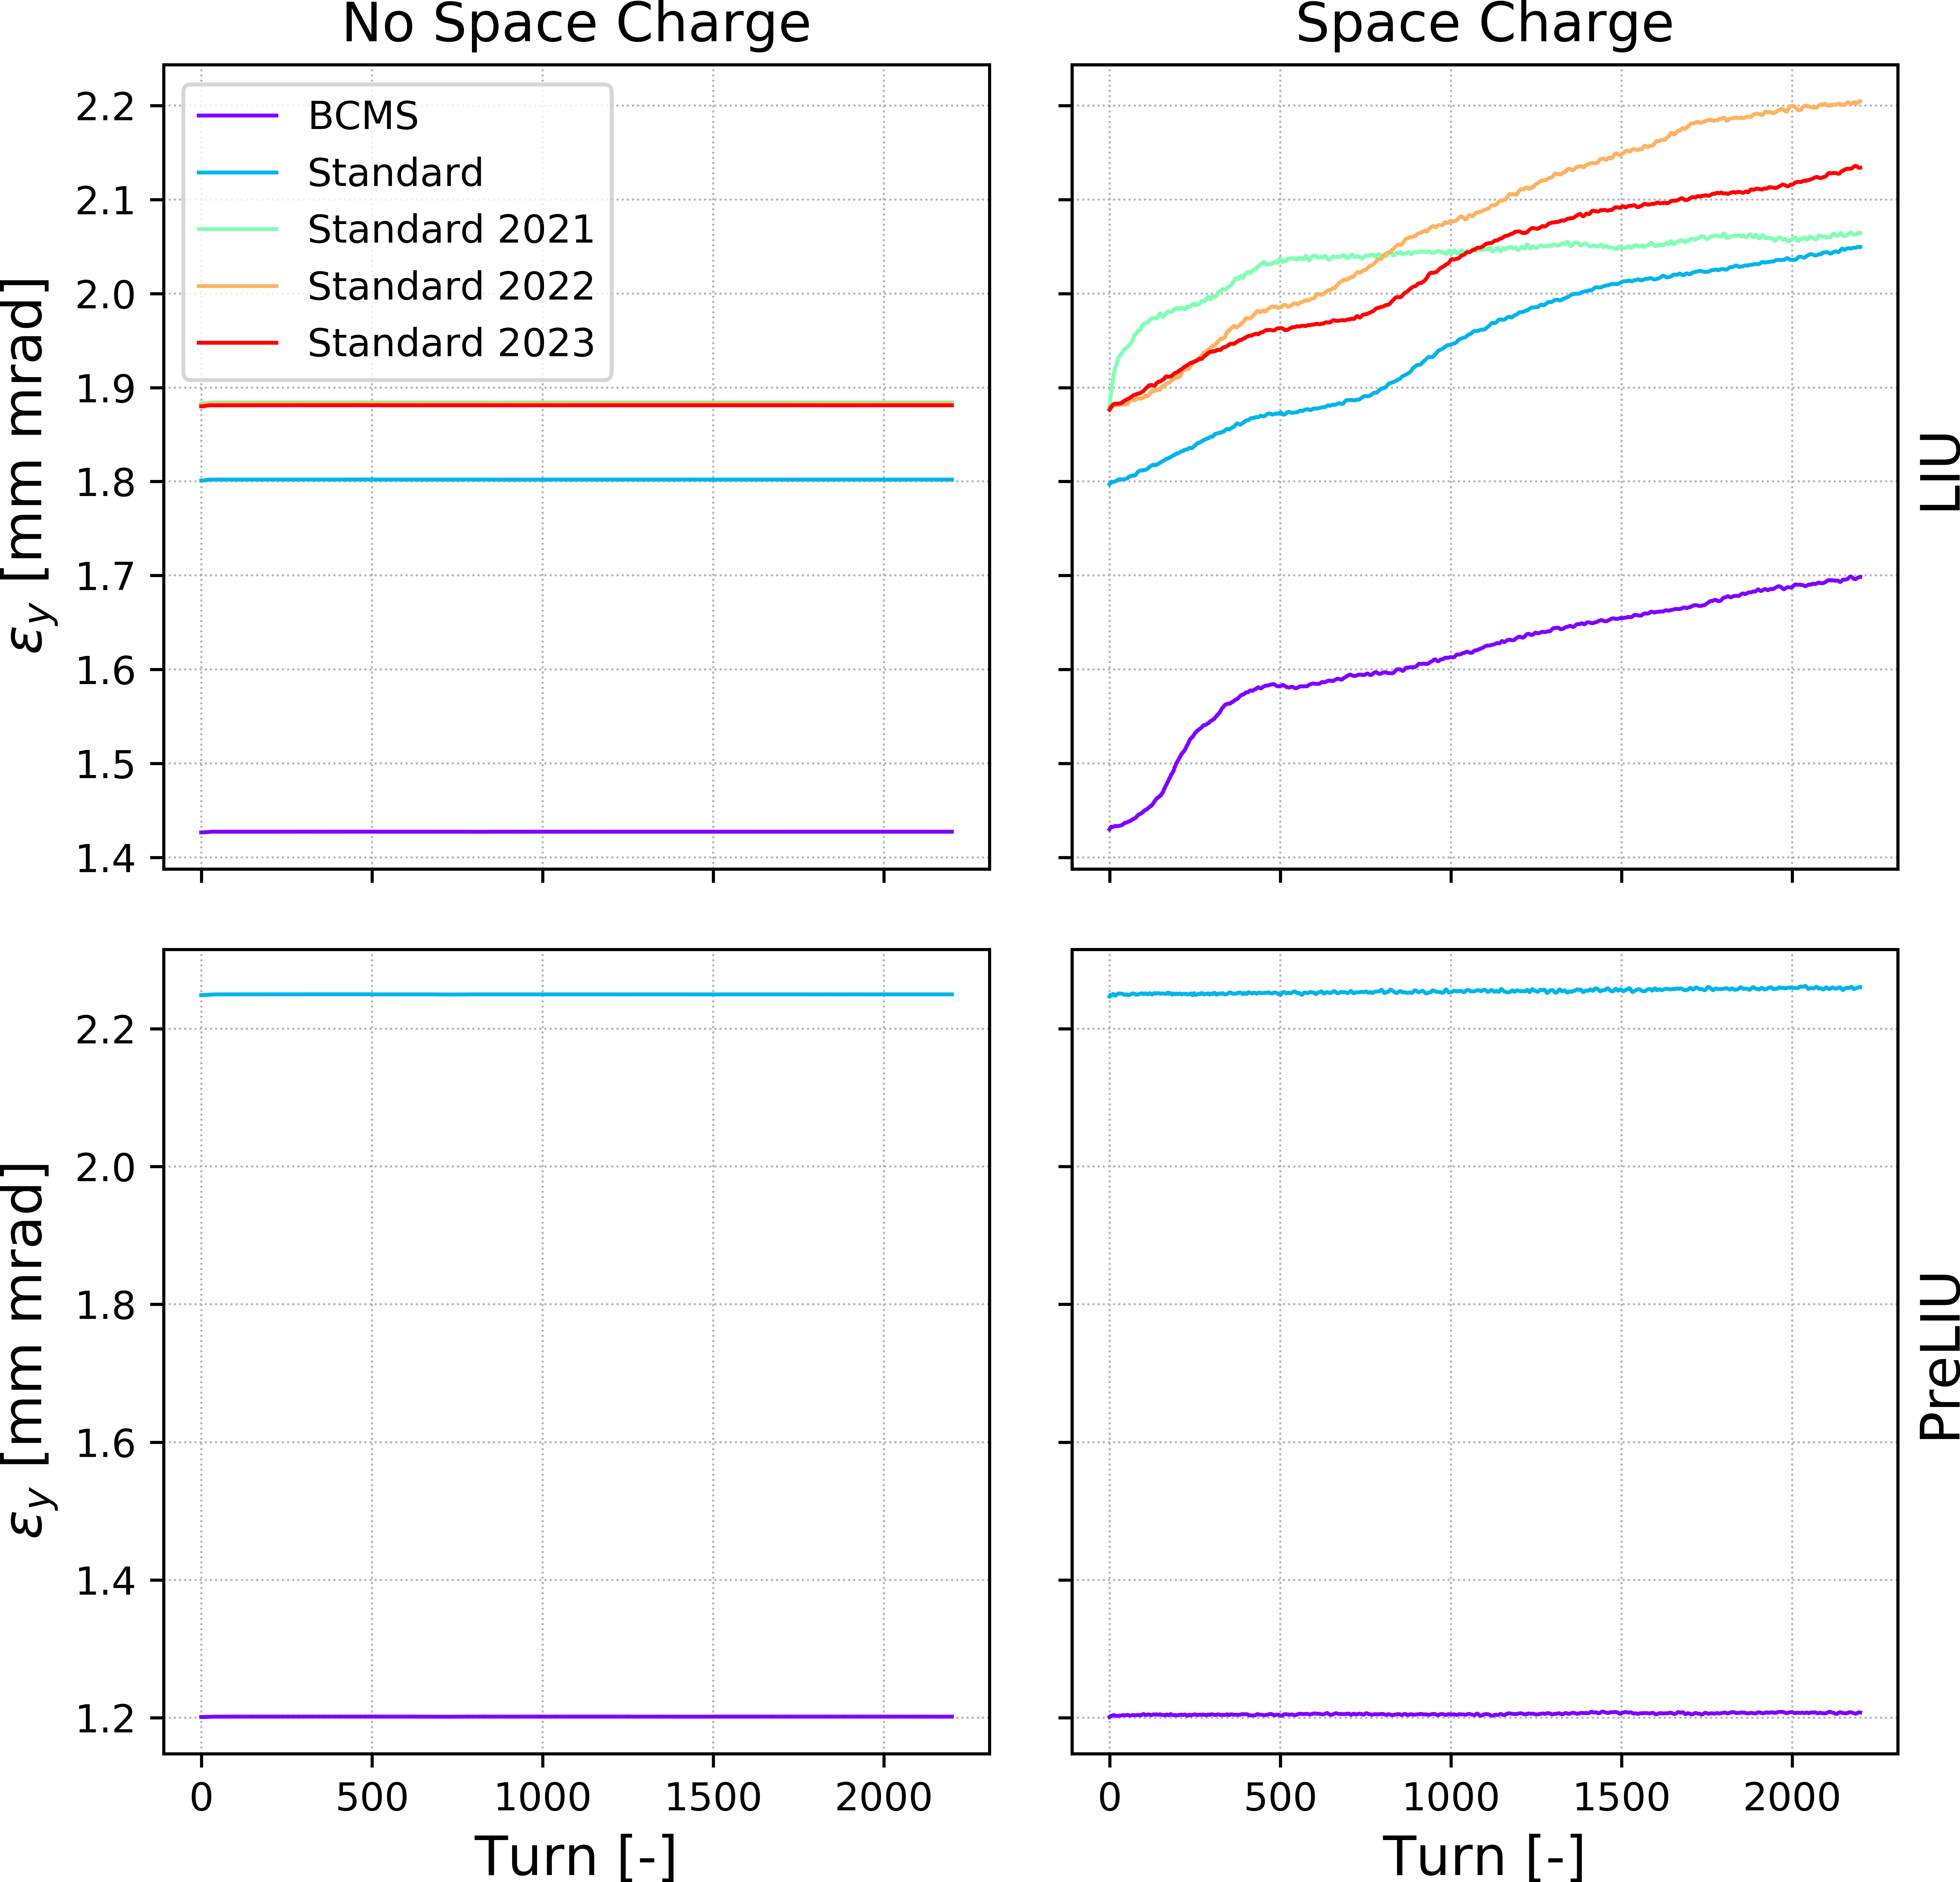 No Space Charge
Space Charge
2.2
2.1
2.0
1.9
1.8
1.7
1.6
1.5
1.4
εy [mm mrad]
BCMS
Standard
Standard 2021
Standard 2022
Standard 2023
LIU
2.2
2.0
1.8
1.6
1.4
1.2
εy [mm mrad]
PreLIU
0 500 1000 1500 2000
0 500 1000 1500 2000
Turn [-]
Turn [-]